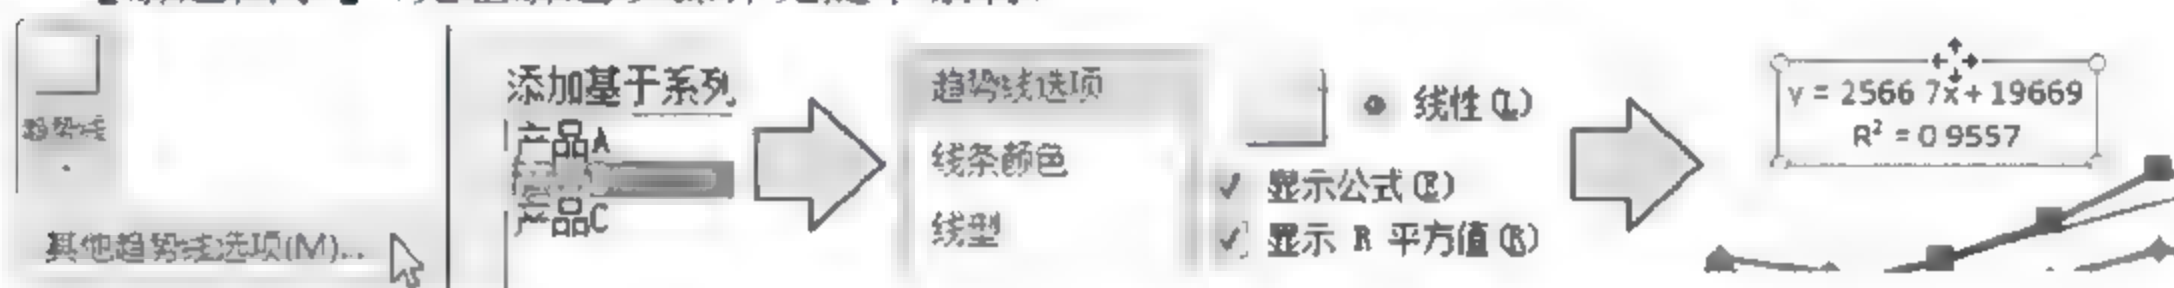 趋势线
其他趋势线选项(M)...
添加基于系列
产品A
产品C
趋势线选项
线条颜色
线型
线性(L)
显示公式(E)
显示 R 平方值(R)
y = 2566 7x + 19669
R² = 0 9557